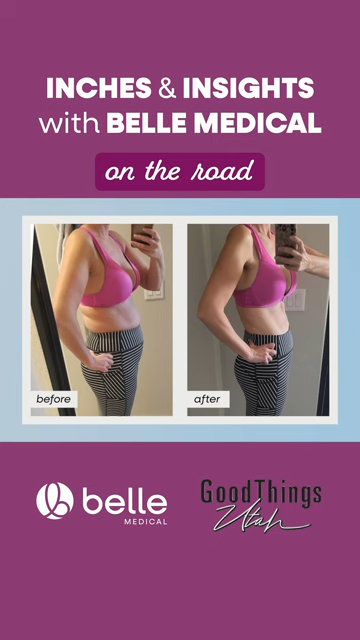 INCHES & INSIGHTS
with BELLE MEDICAL
on the road
before
after
belle
MEDICAL
GoodThings
Utah